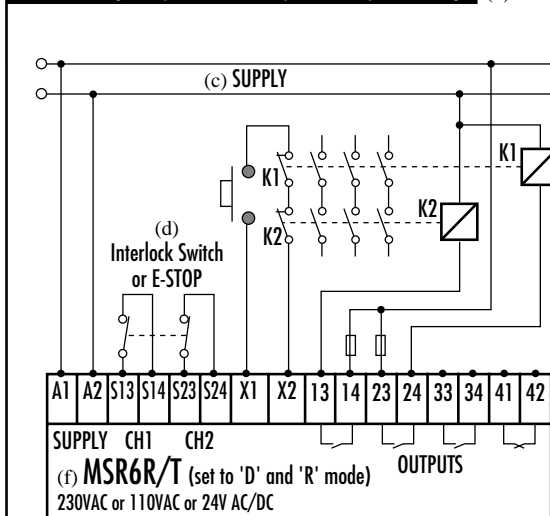 (c) SUPPLY
K1
K1
K2
K2
(d)
Interlock Switch
or E-STOP
A1 A2 S13 S14 S23 S24 X1 X2 13 14 23 24 33 34 41 42
SUPPLY CH1 CH2
OUTPUTS
(f) MSR6R/T (set to 'D' and 'R' mode)
230VAC or 110VAC or 24V AC/DC